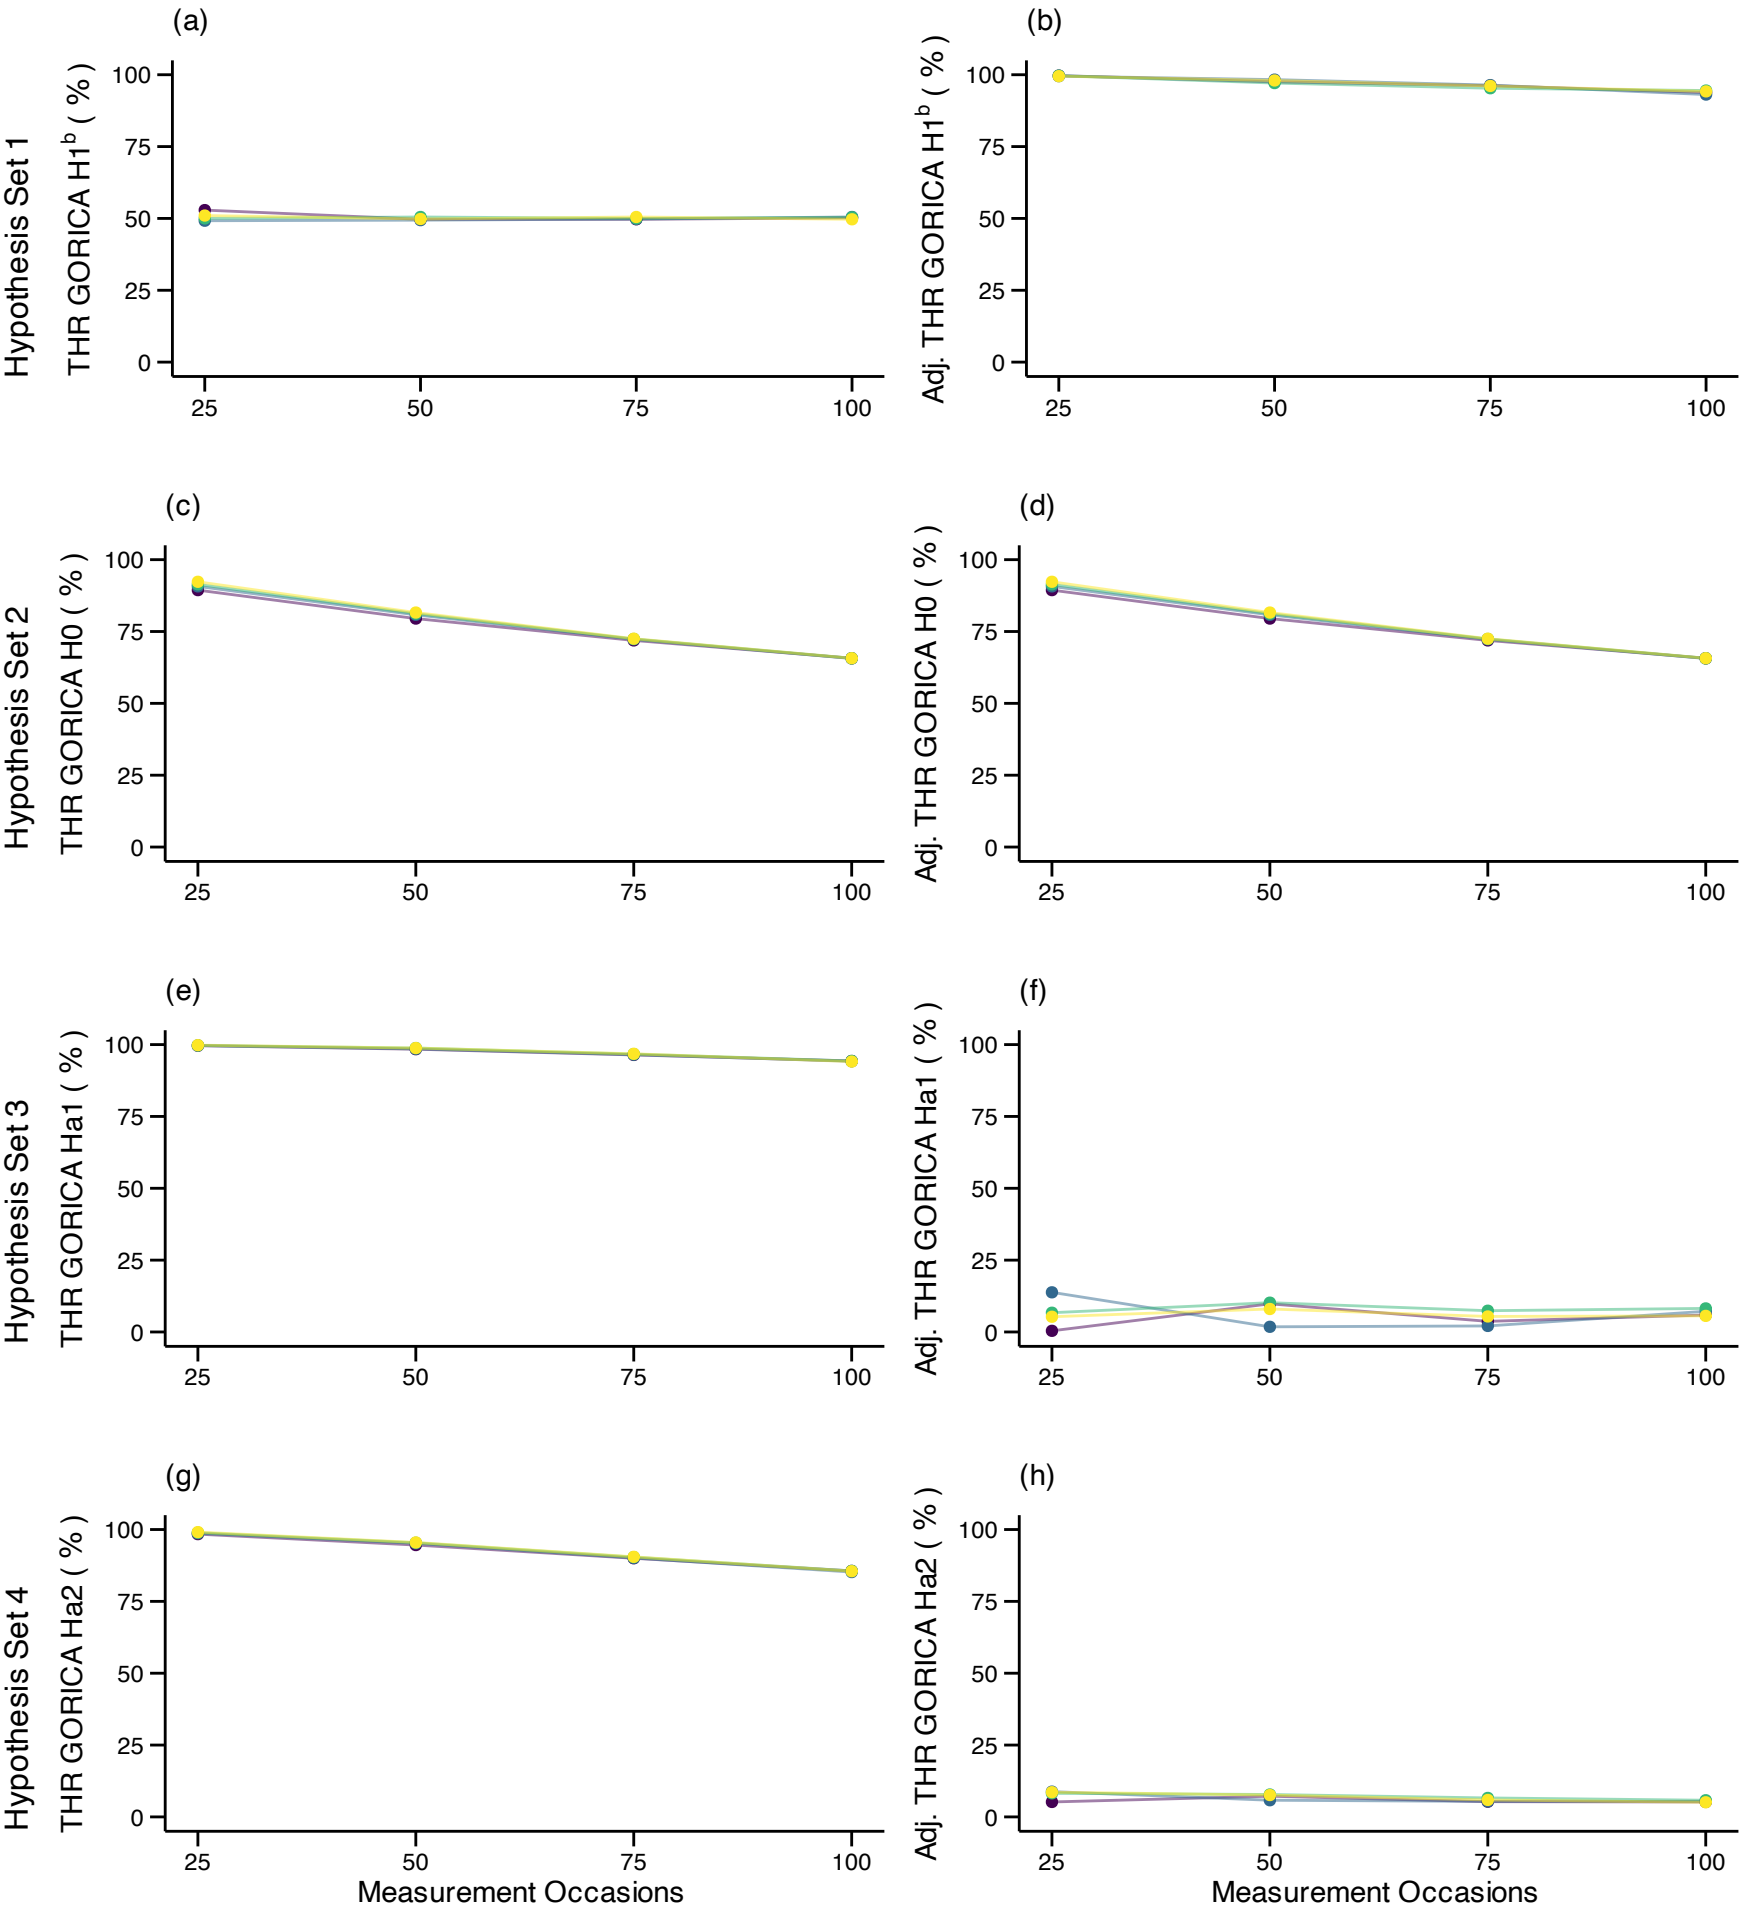 (a)
Hypothesis Set 1
THR GORICA H1ᵇ ( % )
100
75
50
25
0
25 50 75 100
(b)
Adj. THR GORICA H1ᵇ ( % )
100
75
50
25
0
25 50 75 100
(c)
Hypothesis Set 2
THR GORICA H0 ( % )
100
75
50
25
0
25 50 75 100
(d)
Adj. THR GORICA H0 ( % )
100
75
50
25
0
25 50 75 100
(e)
Hypothesis Set 3
THR GORICA Ha1 ( % )
100
75
50
25
0
25 50 75 100
(f)
Adj. THR GORICA Ha1 ( % )
100
75
50
25
0
25 50 75 100
(g)
Hypothesis Set 4
THR GORICA Ha2 ( % )
100
75
50
25
0
25 50 75 100
Measurement Occasions
(h)
Adj. THR GORICA Ha2 ( % )
100
75
50
25
0
25 50 75 100
Measurement Occasions